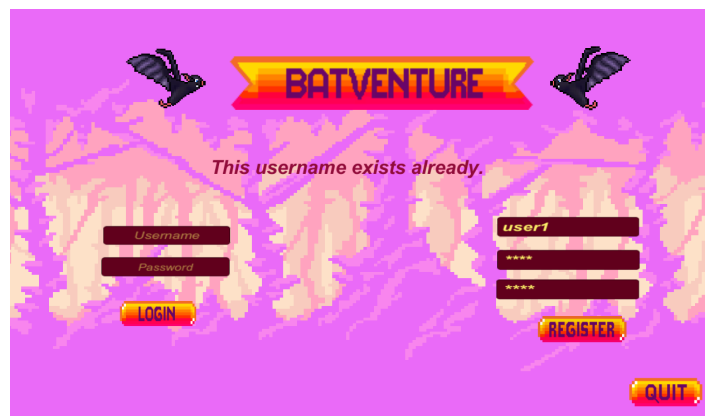 BATVENTURE
This username exists already.
Username
Password
LOGIN
user1
****
****
REGISTER
QUIT